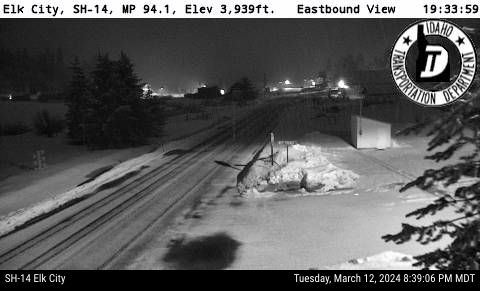 Elk City, SH-14, MP 94.1, Elev 3,939ft. Eastbound View 19:33:59
IDAHO
TRANSPORTATION DEPARTMENT
SH-14 Elk City Tuesday, March 12, 2024 8:39:06 PM MDT